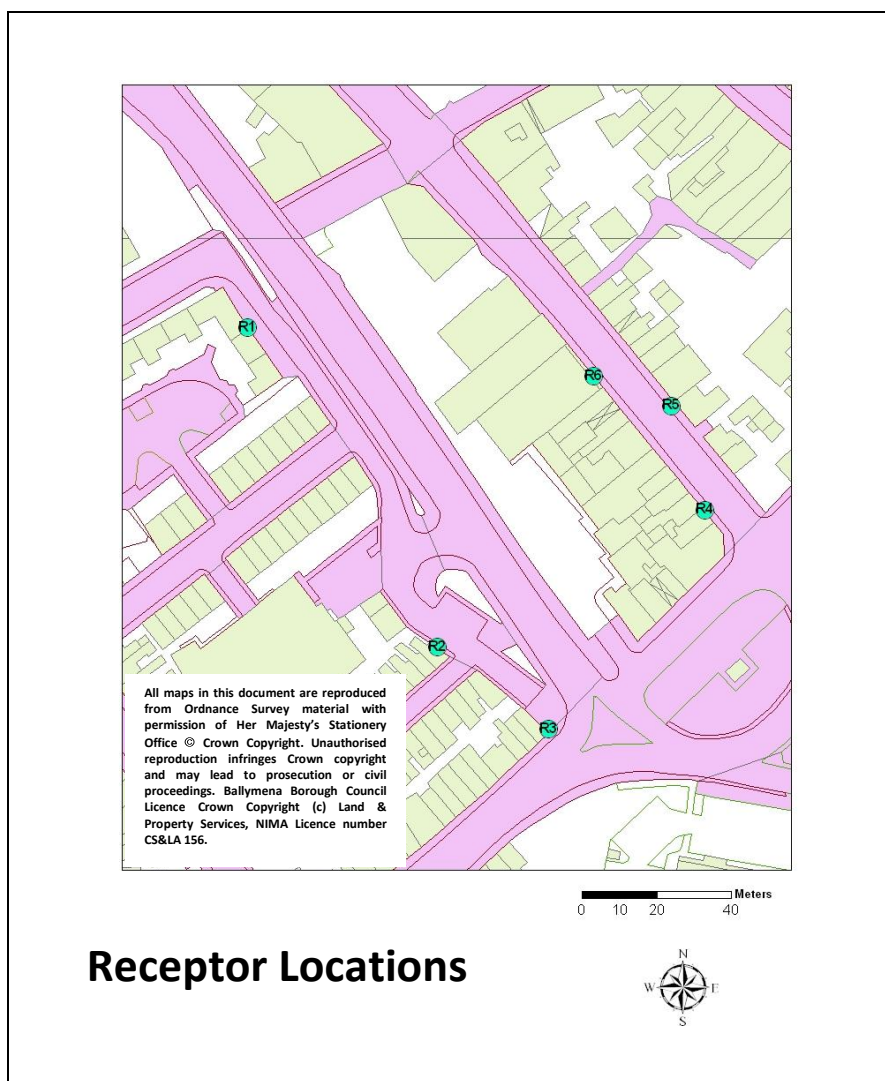 R1
R6
R5
R4
R2
R3
All maps in this document are reproduced
from Ordnance Survey material with
permission of Her Majesty's Stationery
Office © Crown Copyright. Unauthorised
reproduction infringes Crown copyright
and may lead to prosecution or civil
proceedings. Ballymena Borough Council
Licence Crown Copyright (c) Land &
Property Services, NIMA Licence number
CS&LA 156.
Meters
0 10 20 40
Receptor Locations
N
W E
S